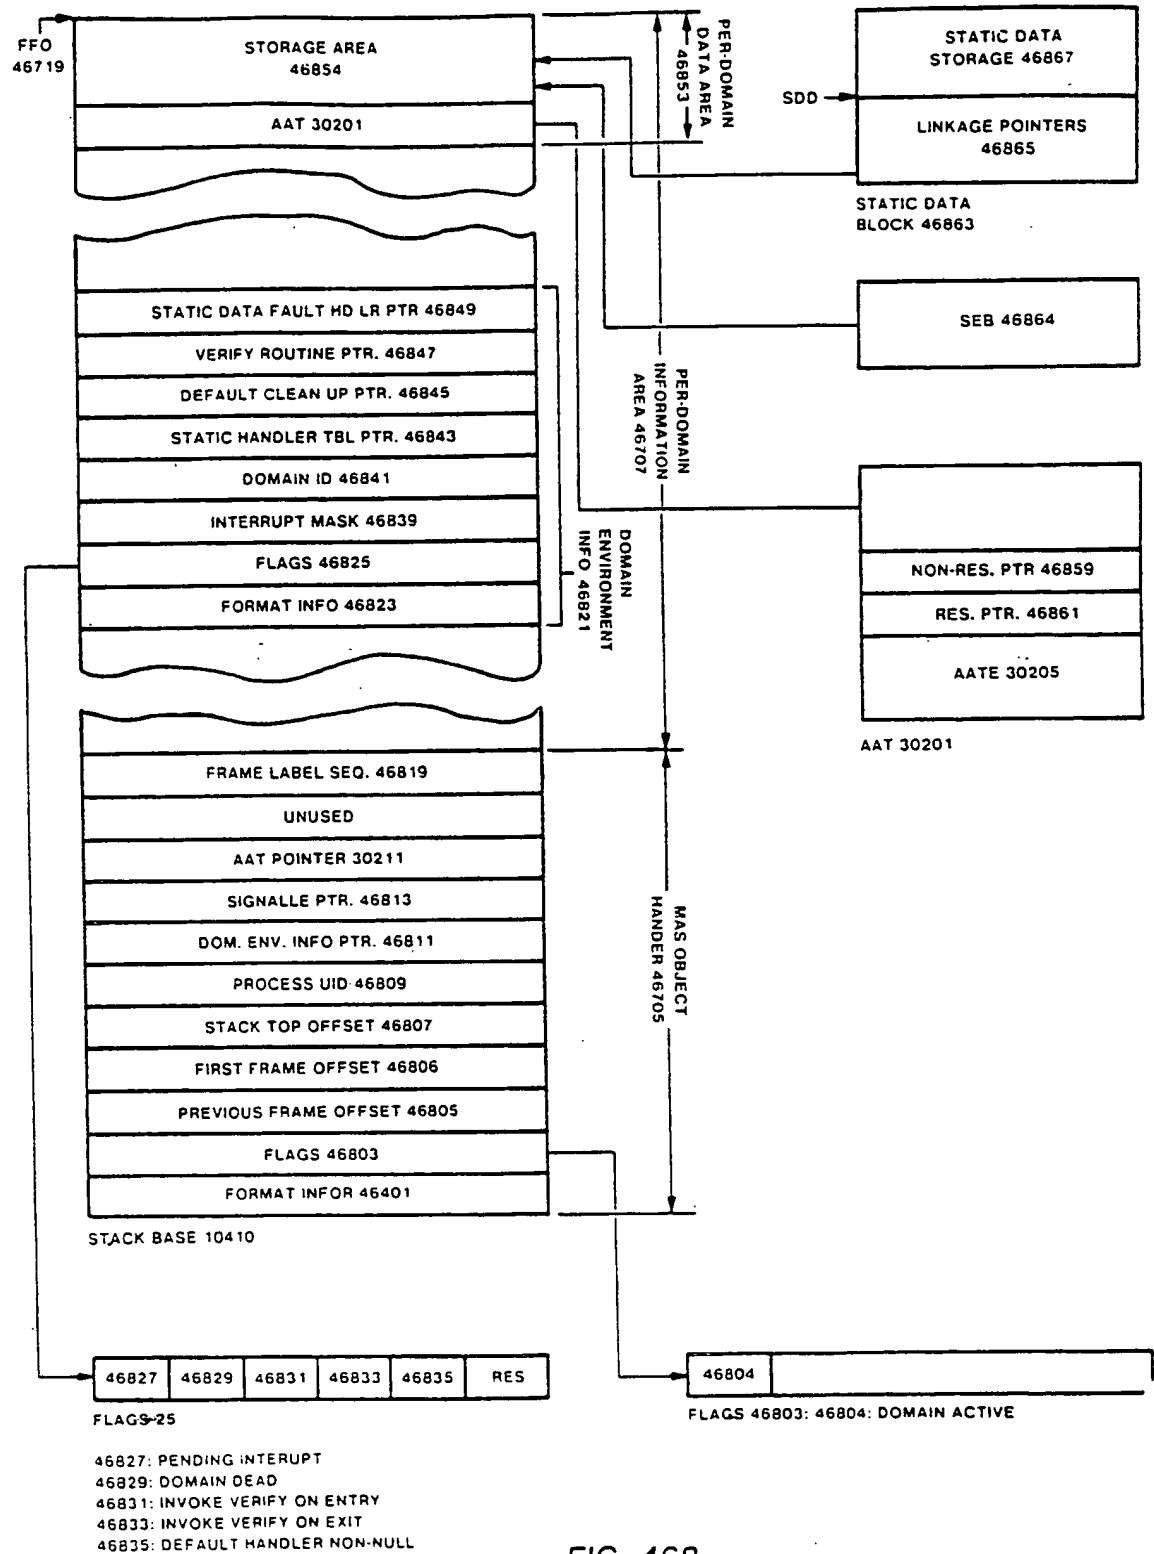 FFO
46719
STORAGE AREA
46854
AAT 30201
PER-DOMAIN
DATA AREA
46853
STATIC DATA
STORAGE 46867
SDD
LINKAGE POINTERS
46865
STATIC DATA
BLOCK 46863
STATIC DATA FAULT HD LR PTR 46849
VERIFY ROUTINE PTR. 46847
DEFAULT CLEAN UP PTR. 46845
STATIC HANDLER TBL PTR. 46843
DOMAIN ID 46841
INTERRUPT MASK 46839
FLAGS 46825
FORMAT INFO 46823
DOMAIN
ENVIRONMENT
INFO 46821
PER-DOMAIN
INFORMATION
AREA 46707
SEB 46864
NON-RES. PTR 46859
RES. PTR. 46861
AATE 30205
AAT 30201
FRAME LABEL SEQ. 46819
UNUSED
AAT POINTER 30211
SIGNALLE PTR. 46813
DOM. ENV. INFO PTR. 46811
PROCESS UID 46809
STACK TOP OFFSET 46807
FIRST FRAME OFFSET 46806
PREVIOUS FRAME OFFSET 46805
FLAGS 46803
FORMAT INFOR 46401
MAS OBJECT
HANDER 46705
STACK BASE 10410
46827 46829 46831 46833 46835 RES
FLAGS 25
46804
FLAGS 46803: 46804: DOMAIN ACTIVE
46827: PENDING INTERUPT
46829: DOMAIN DEAD
46831: INVOKE VERIFY ON ENTRY
46833: INVOKE VERIFY ON EXIT
46835: DEFAULT HANDLER NON-NULL
FIG. 468